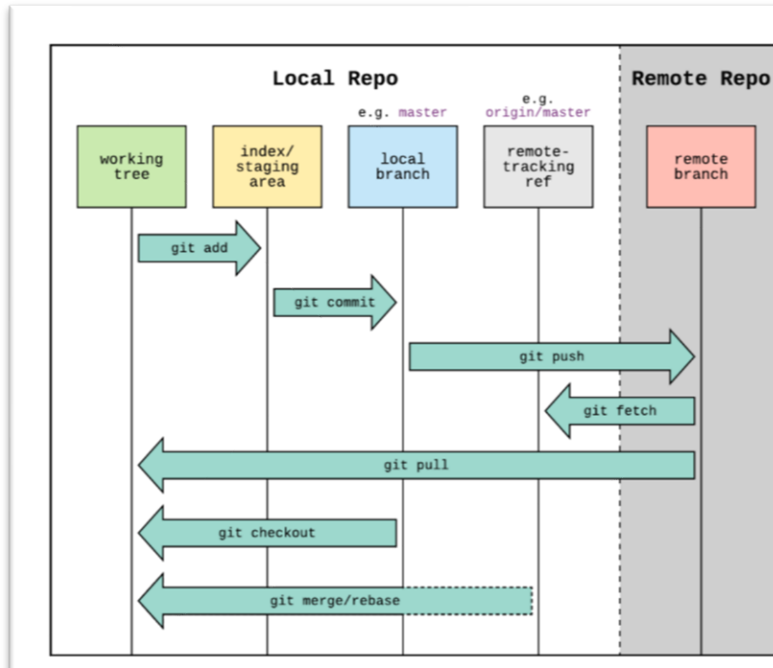 Local Repo
Remote Repo
e.g. master
e.g.
origin/master
working
tree
index/
staging
area
local
branch
remote-
tracking
ref
remote
branch
git add
git commit
git push
git fetch
git pull
git checkout
git merge/rebase